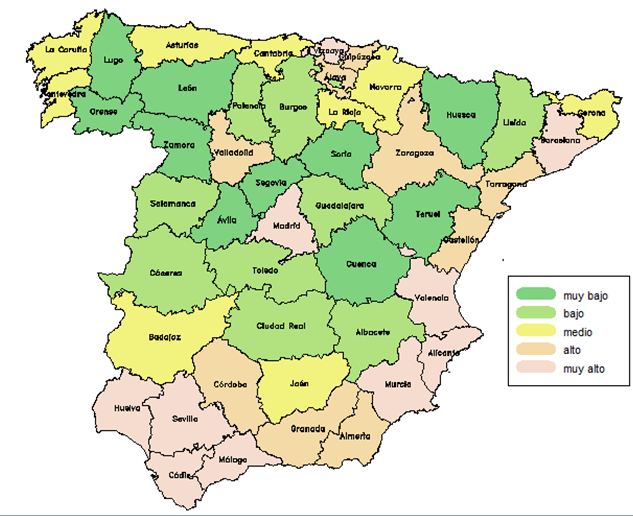 La Coruña
Lugo
Asturias
Cantabria
Vizcaya
Guipúzcoa
Alava
Navarra
Pontevedra
Orense
León
Palencia
Burgos
La Rioja
Huesca
Lleida
Gerona
Barcelona
Zamora
Valladolid
Soria
Zaragoza
Tarragona
Salamanca
Segovia
Ávila
Madrid
Guadalajara
Teruel
Castellón
Cáceres
Toledo
Cuenca
Valencia
Badajoz
Ciudad Real
Albacete
Alicante
Murcia
Córdoba
Jaén
Huelva
Sevilla
Granada
Almería
Málaga
Cádiz
muy bajo
bajo
medio
alto
muy alto